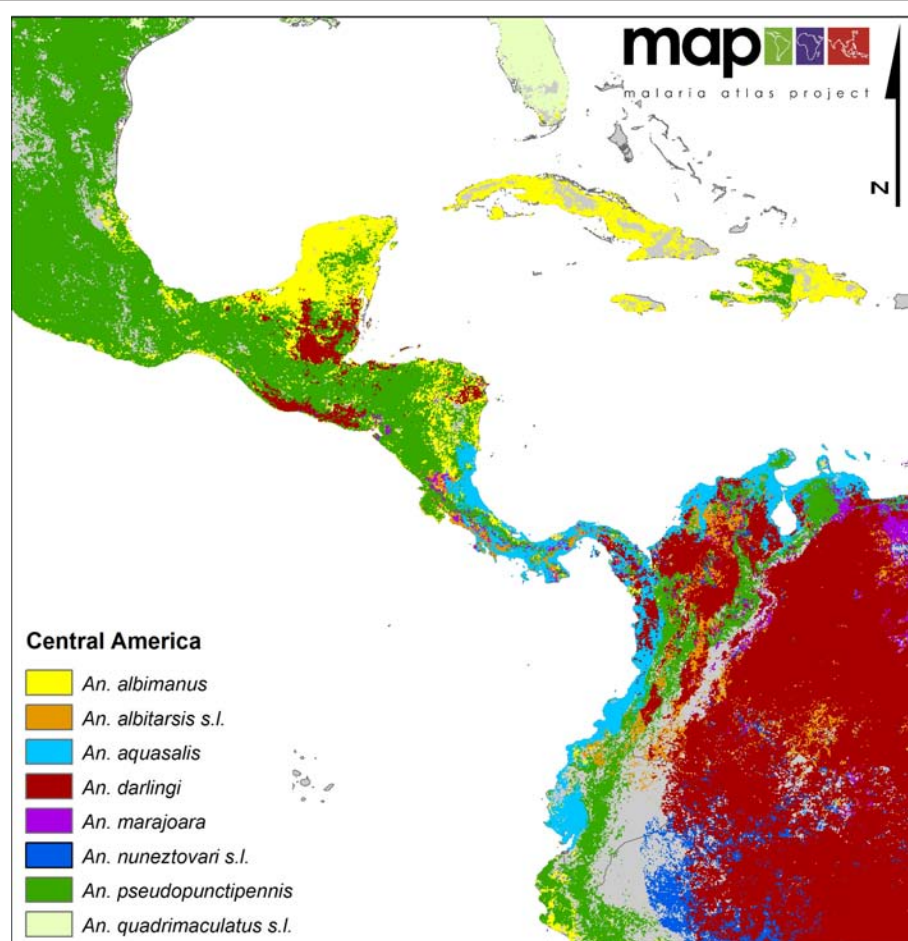 map
malaria atlas project
N
Central America
An. albimanus
An. albitarsis s.l.
An. aquasalis
An. darlingi
An. marajoara
An. nuneztovari s.l.
An. pseudopunctipennis
An. quadrimaculatus s.l.